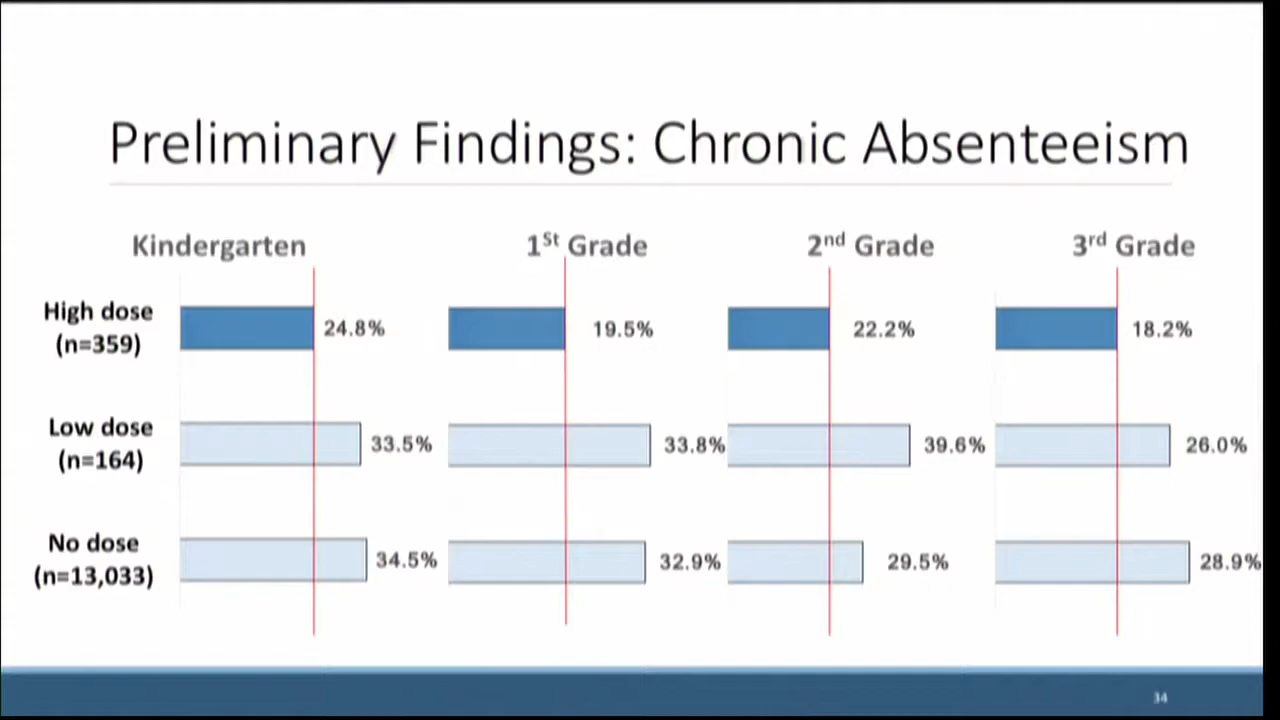 Preliminary Findings: Chronic Absenteeism
Kindergarten
1St Grade
2nd Grade
3rd Grade
High dose
(n=359)
24.8%
19.5%
22.2%
18.2%
Low dose
(n=164)
33.5%
33.8%
39.6%
26.0%
No dose
(n=13,033)
34.5%
32.9%
29.5%
28.9%
34